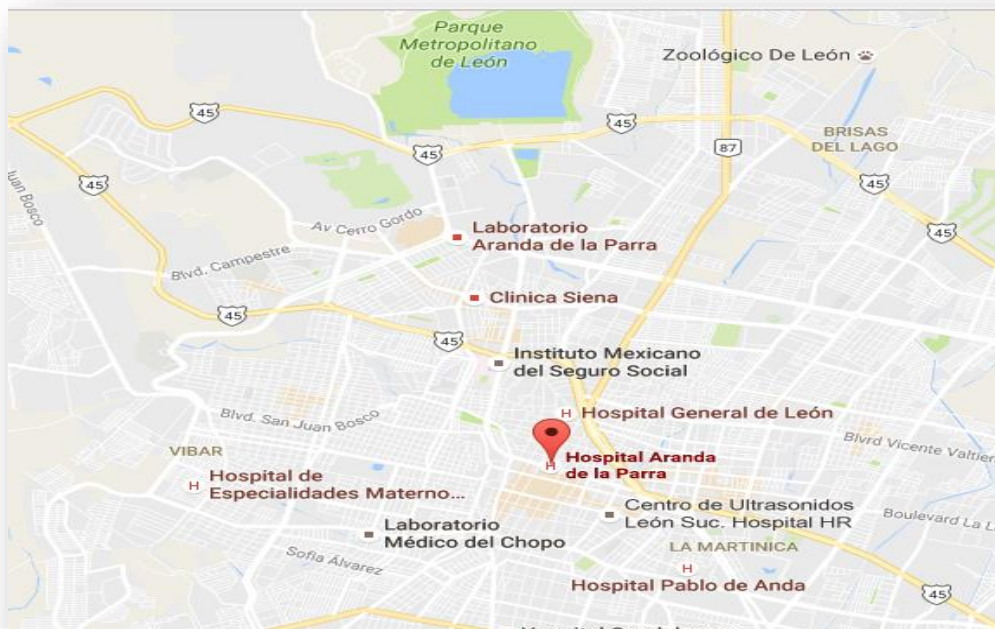 Parque
Metropolitano
de León
Zoológico De León
45
45
45
87
BRISAS
DEL LAGO
45
45
Juan Bosco
45
Av Cerro Gordo
Laboratorio
Aranda de la Parra
Blvd. Campestre
Clinica Siena
45
45
Instituto Mexicano
del Seguro Social
Blvd. San Juan Bosco
H Hospital General de León
Blvrd Vicente Valtier
VIBAR
H Hospital Aranda
de la Parra
H Hospital de
Especialidades Materno...
Centro de Ultrasonidos
León Suc. Hospital HR
Boulevard La L
Laboratorio
Médico del Chopo
Sofía Álvarez
LA MARTINICA
H
Hospital Pablo de Anda
45